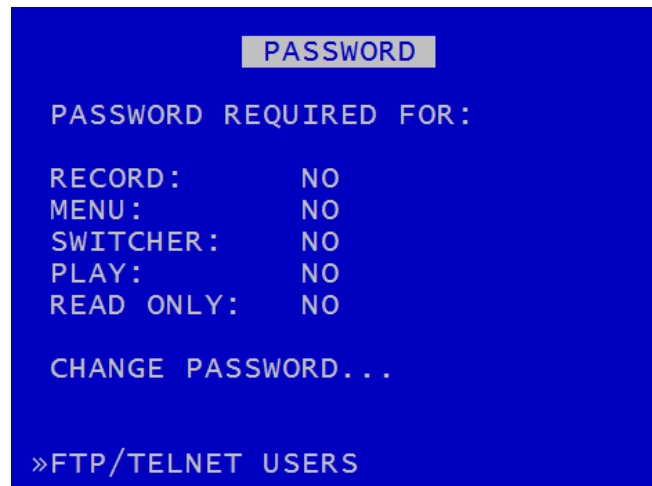 PASSWORD
PASSWORD REQUIRED FOR:
RECORD: NO
MENU: NO
SWITCHER: NO
PLAY: NO
READ ONLY: NO
CHANGE PASSWORD...
»FTP/TELNET USERS